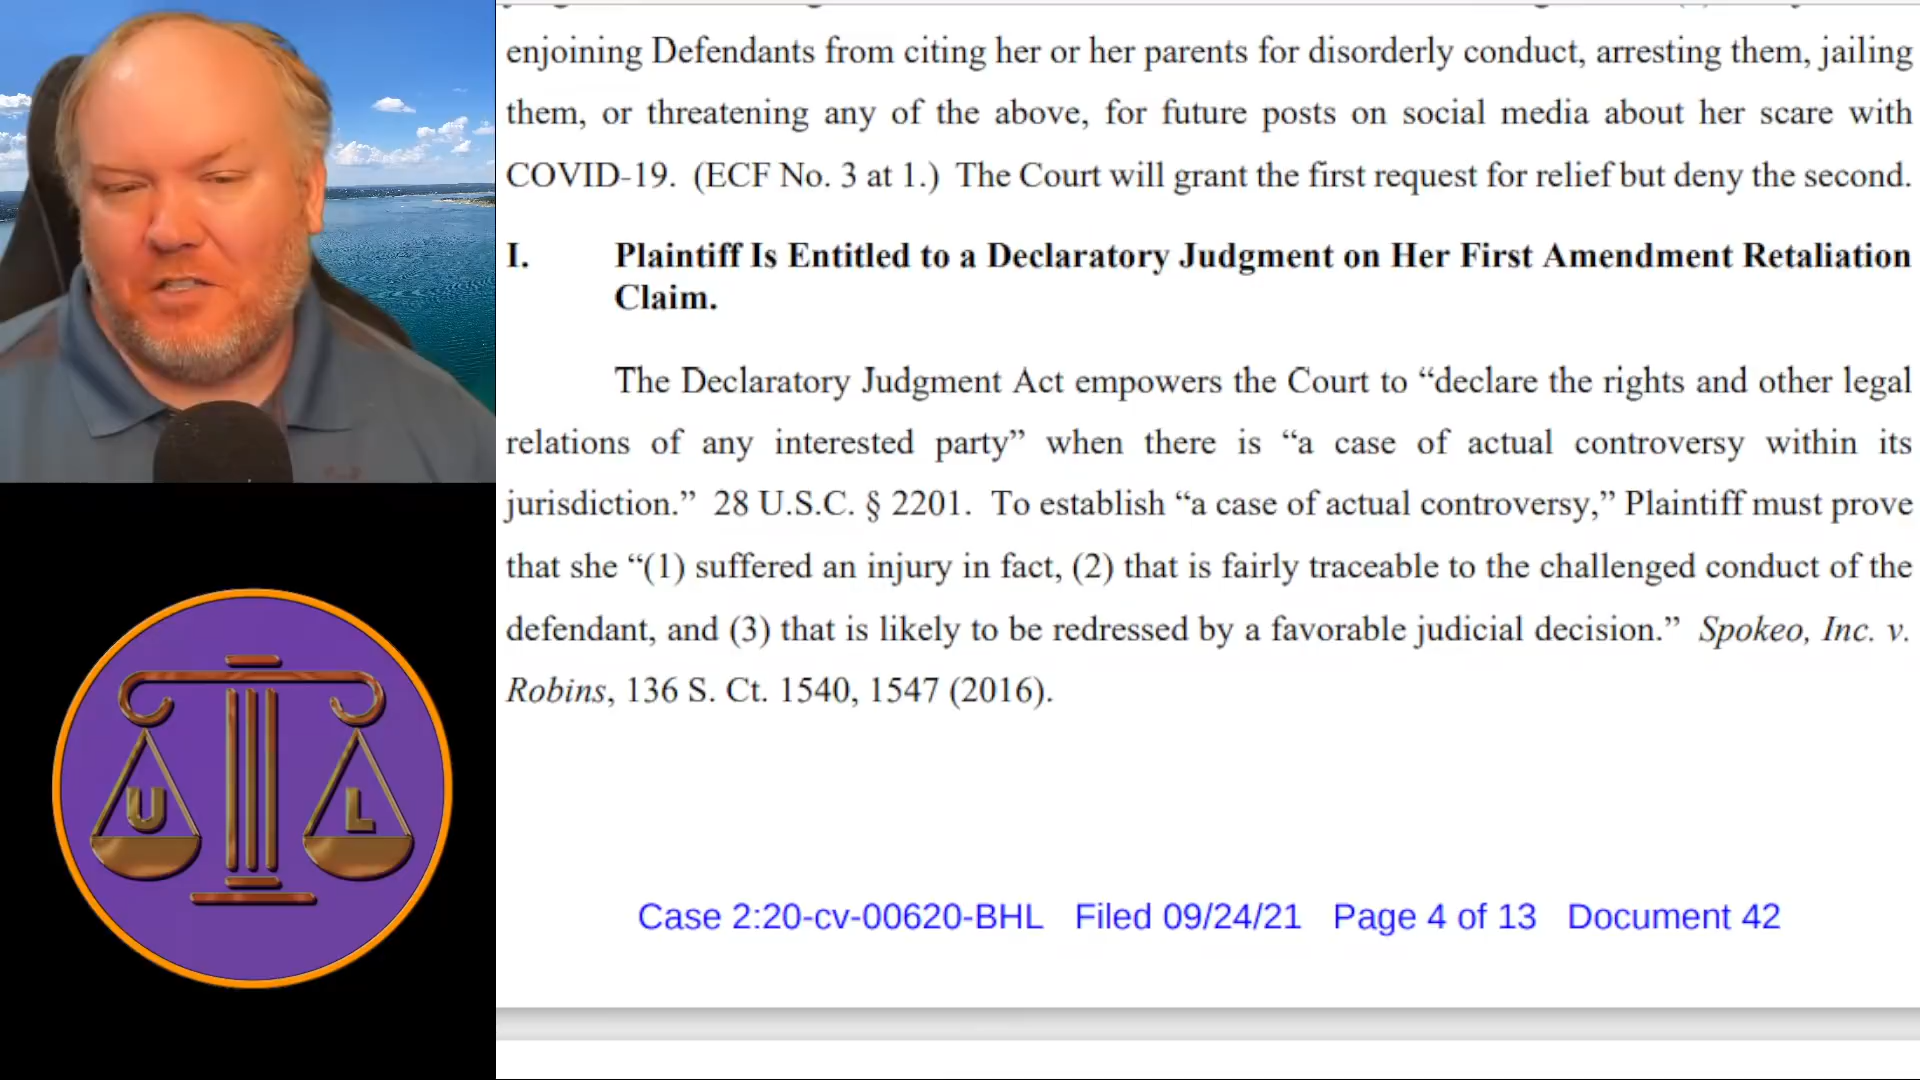 enjoining Defendants from citing her or her parents for disorderly conduct, arresting them, jailing
them, or threatening any of the above, for future posts on social media about her scare with
COVID-19. (ECF No. 3 at 1.) The Court will grant the first request for relief but deny the second.
I. Plaintiff Is Entitled to a Declaratory Judgment on Her First Amendment Retaliation
Claim.
The Declaratory Judgment Act empowers the Court to “declare the rights and other legal
relations of any interested party” when there is “a case of actual controversy within its
jurisdiction.” 28 U.S.C. § 2201. To establish “a case of actual controversy,” Plaintiff must prove
that she “(1) suffered an injury in fact, (2) that is fairly traceable to the challenged conduct of the
defendant, and (3) that is likely to be redressed by a favorable judicial decision.” Spokeo, Inc. v.
Robins, 136 S. Ct. 1540, 1547 (2016).
Case 2:20-cv-00620-BHL Filed 09/24/21 Page 4 of 13 Document 42
U L